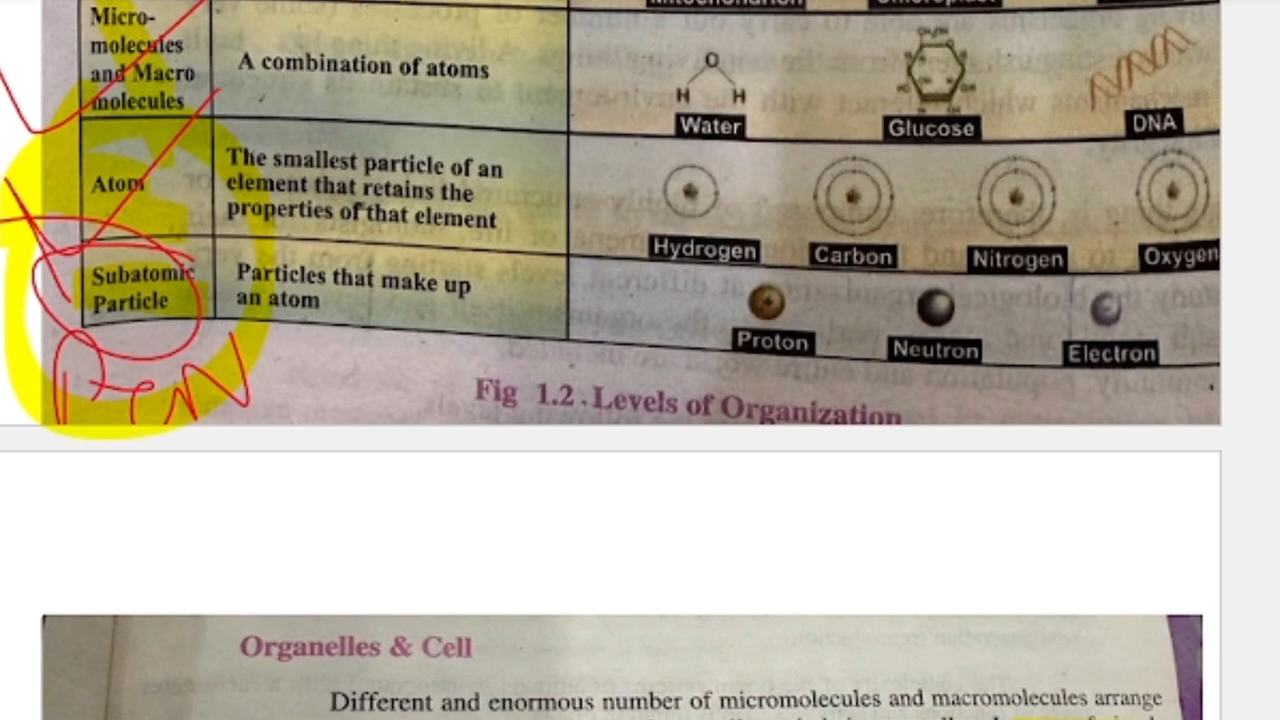 Micro-
molecules
and Macro
molecules
A combination of atoms
O
H H
Water
Glucose
DNA
Atom
The smallest particle of an
element that retains the
properties of that element
Hydrogen
Carbon
Nitrogen
Oxygen
Subatomic
Particle
Particles that make up
an atom
Proton
Neutron
Electron
Fig 1.2. Levels of Organization
Organelles & Cell
Different and enormous number of micromolecules and macromolecules arrange